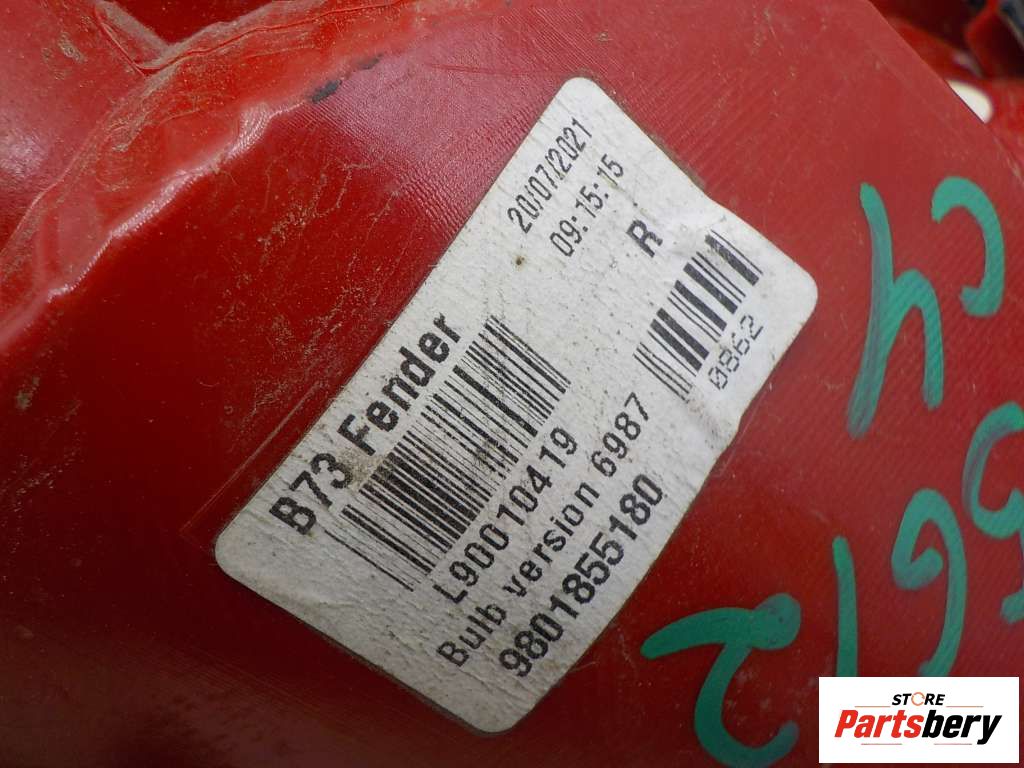 20/07/2021
09:15:15
R
0862
B73 Fender
L90010419
Bulb version 6987
9801855180
STORE
Partsbery